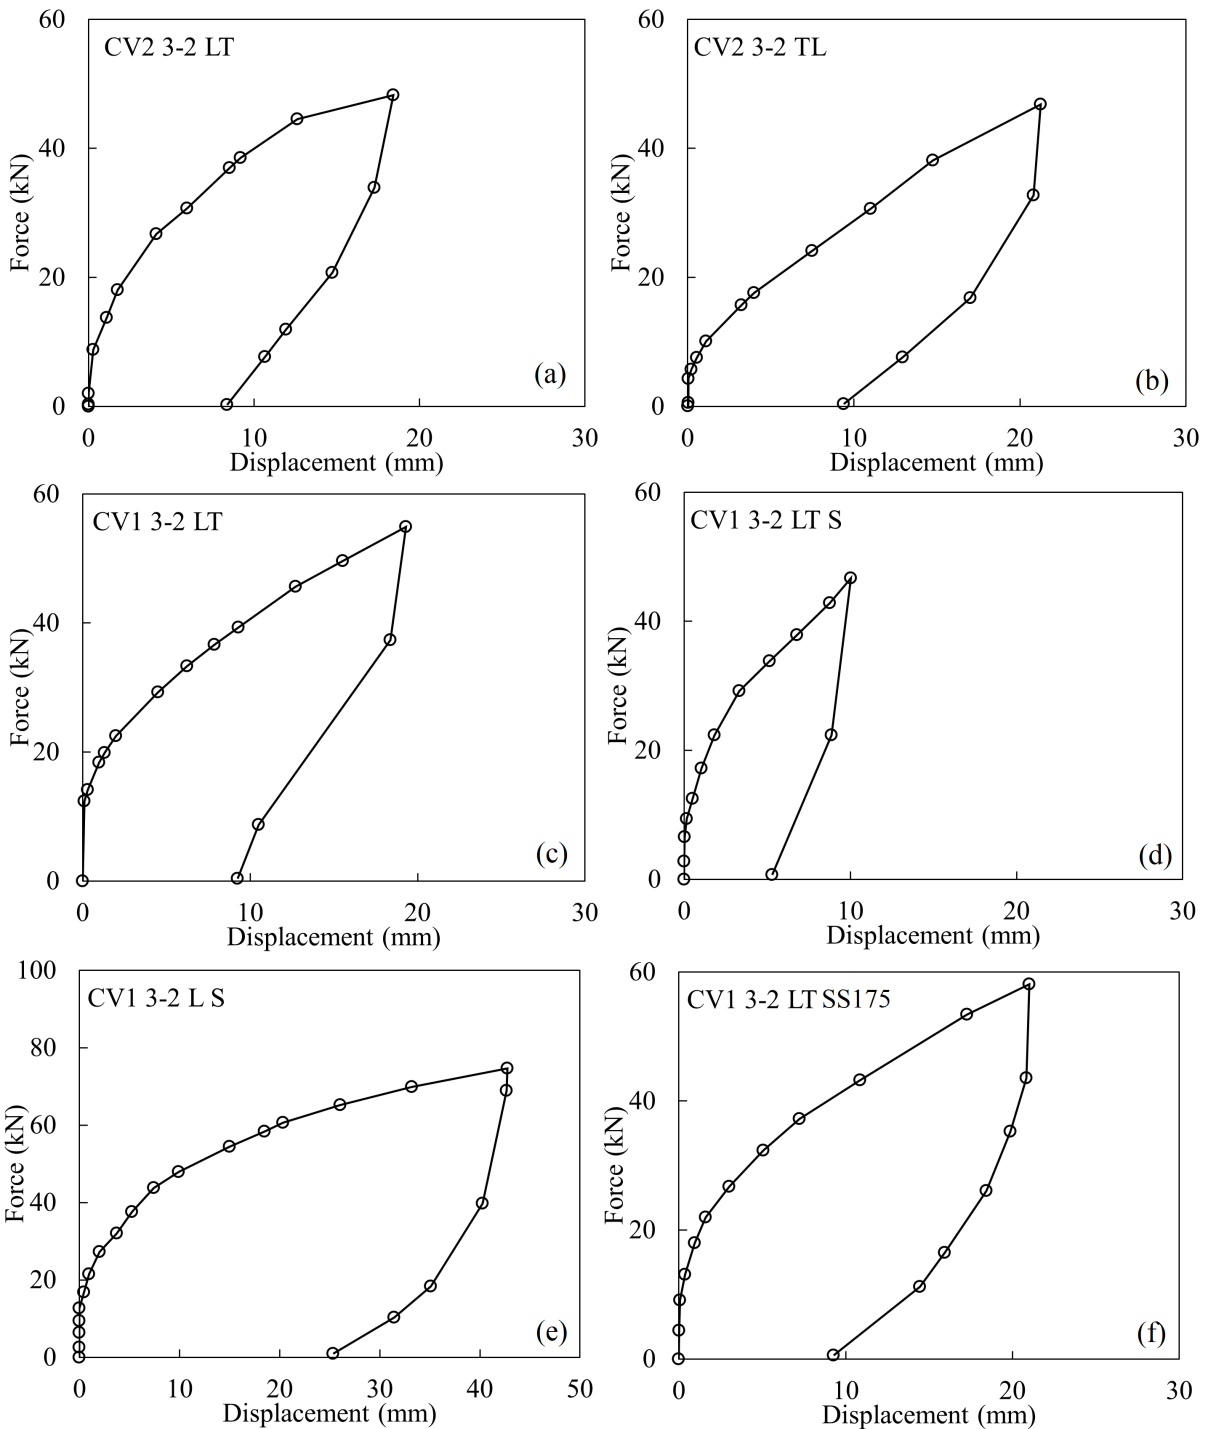 60
CV2 3-2 LT
40
Force (kN)
20
(a)
0
0 10 20 30
Displacement (mm)
60
CV2 3-2 TL
40
Force (kN)
20
(b)
0
0 10 20 30
Displacement (mm)
60
CV1 3-2 LT
40
Force (kN)
20
(c)
0
0 10 20 30
Displacement (mm)
60
CV1 3-2 LT S
40
Force (kN)
20
(d)
0
0 10 20 30
Displacement (mm)
100
CV1 3-2 L S
80
60
Force (kN)
40
20
(e)
0
0 10 20 30 40 50
Displacement (mm)
60
CV1 3-2 LT SS175
40
Force (kN)
20
(f)
0
0 10 20 30
Displacement (mm)